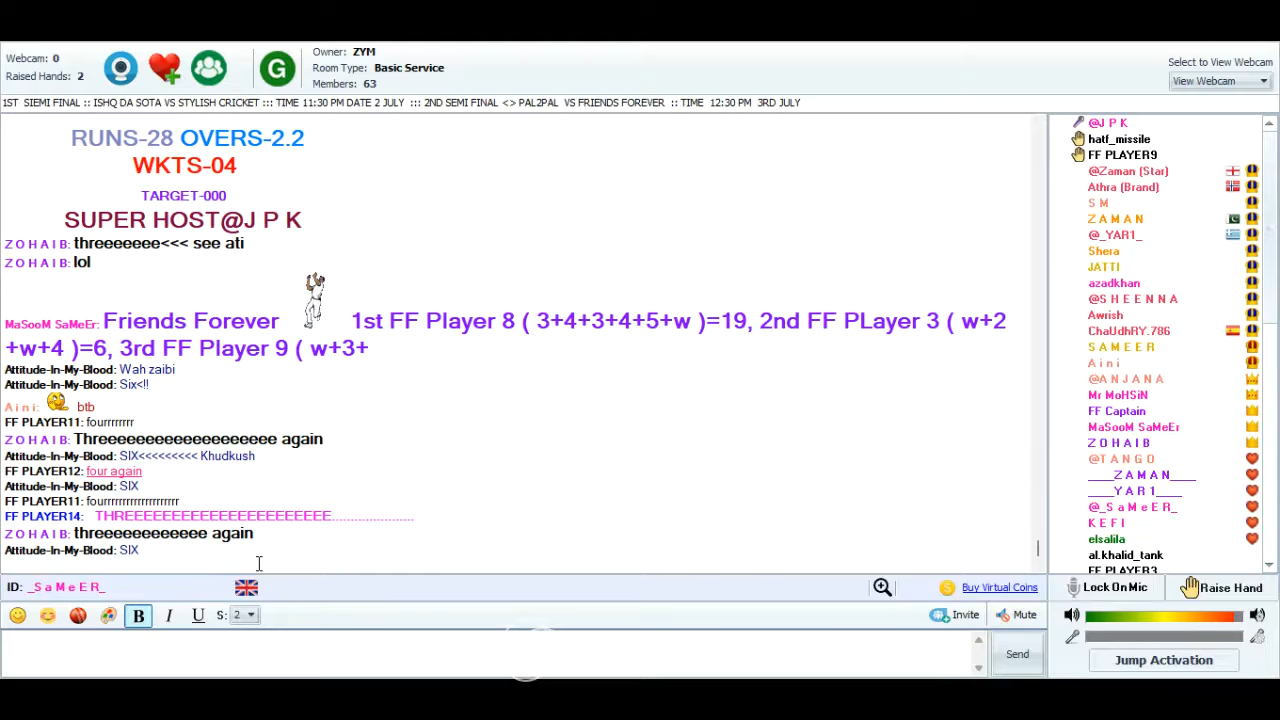 Webcam: 0
Raised Hands: 2
G
Owner: ZYM
Room Type: Basic Service
Members: 63
Select to View Webcam
View Webcam
1ST SIEMI FINAL :: ISHQ DA SOTA VS STYLISH CRICKET ::: TIME 11:30 PM DATE 2 JULY ::: 2ND SEMI FINAL <> PAL2PAL VS FRIENDS FOREVER :: TIME 12:30 PM 3RD JULY
RUNS-28 OVERS-2.2
WKTS-04
TARGET-000
SUPER HOST@J P K
Z O H A I B: threeeeeee<<< see ati
Z O H A I B: lol
MaSooM SaMeEr: Friends Forever 1st FF Player 8 ( 3+4+3+4+5+w )=19, 2nd FF PLayer 3 ( w+2
+w+4 )=6, 3rd FF Player 9 ( w+3+
Attitude-In-My-Blood: Wah zaibi
Attitude-In-My-Blood: Six<!!
A i n i: btb
FF PLAYER11: fourrrrrrrr
Z O H A I B: Threeeeeeeeeeeeeeeeeee again
Attitude-In-My-Blood: SIX<<<<<<<<< Khudkush
FF PLAYER12: four again
Attitude-In-My-Blood: SIX
FF PLAYER11: fourrrrrrrrrrrrrrrrrrr
FF PLAYER14: THREEEEEEEEEEEEEEEEEEEEEE........................
Z O H A I B: threeeeeeeeeeee again
Attitude-In-My-Blood: SIX
@J P K
hatf_missile
FF PLAYER9
@Zaman (Star)
Athra (Brand)
S M
Z A M A N
@_YAR1_
Shera
JATTI
azadkhan
@S H E E N N A
Awrish
ChaUdhRY.786
S A M E E R
A i n i
@A N J A N A
Mr MoHSiN
FF Captain
MaSooM SaMeEr
Z O H A I B
@T A N G O
____Z A M A N____
____Y A R 1____
@_S a M e E R_
K E F I
elsalila
al.khalid_tank
FF PLAYER3
ID: _S a M e E R_
Buy Virtual Coins
Lock On Mic
Raise Hand
B I U S: 2
Invite
Mute
Send
Jump Activation